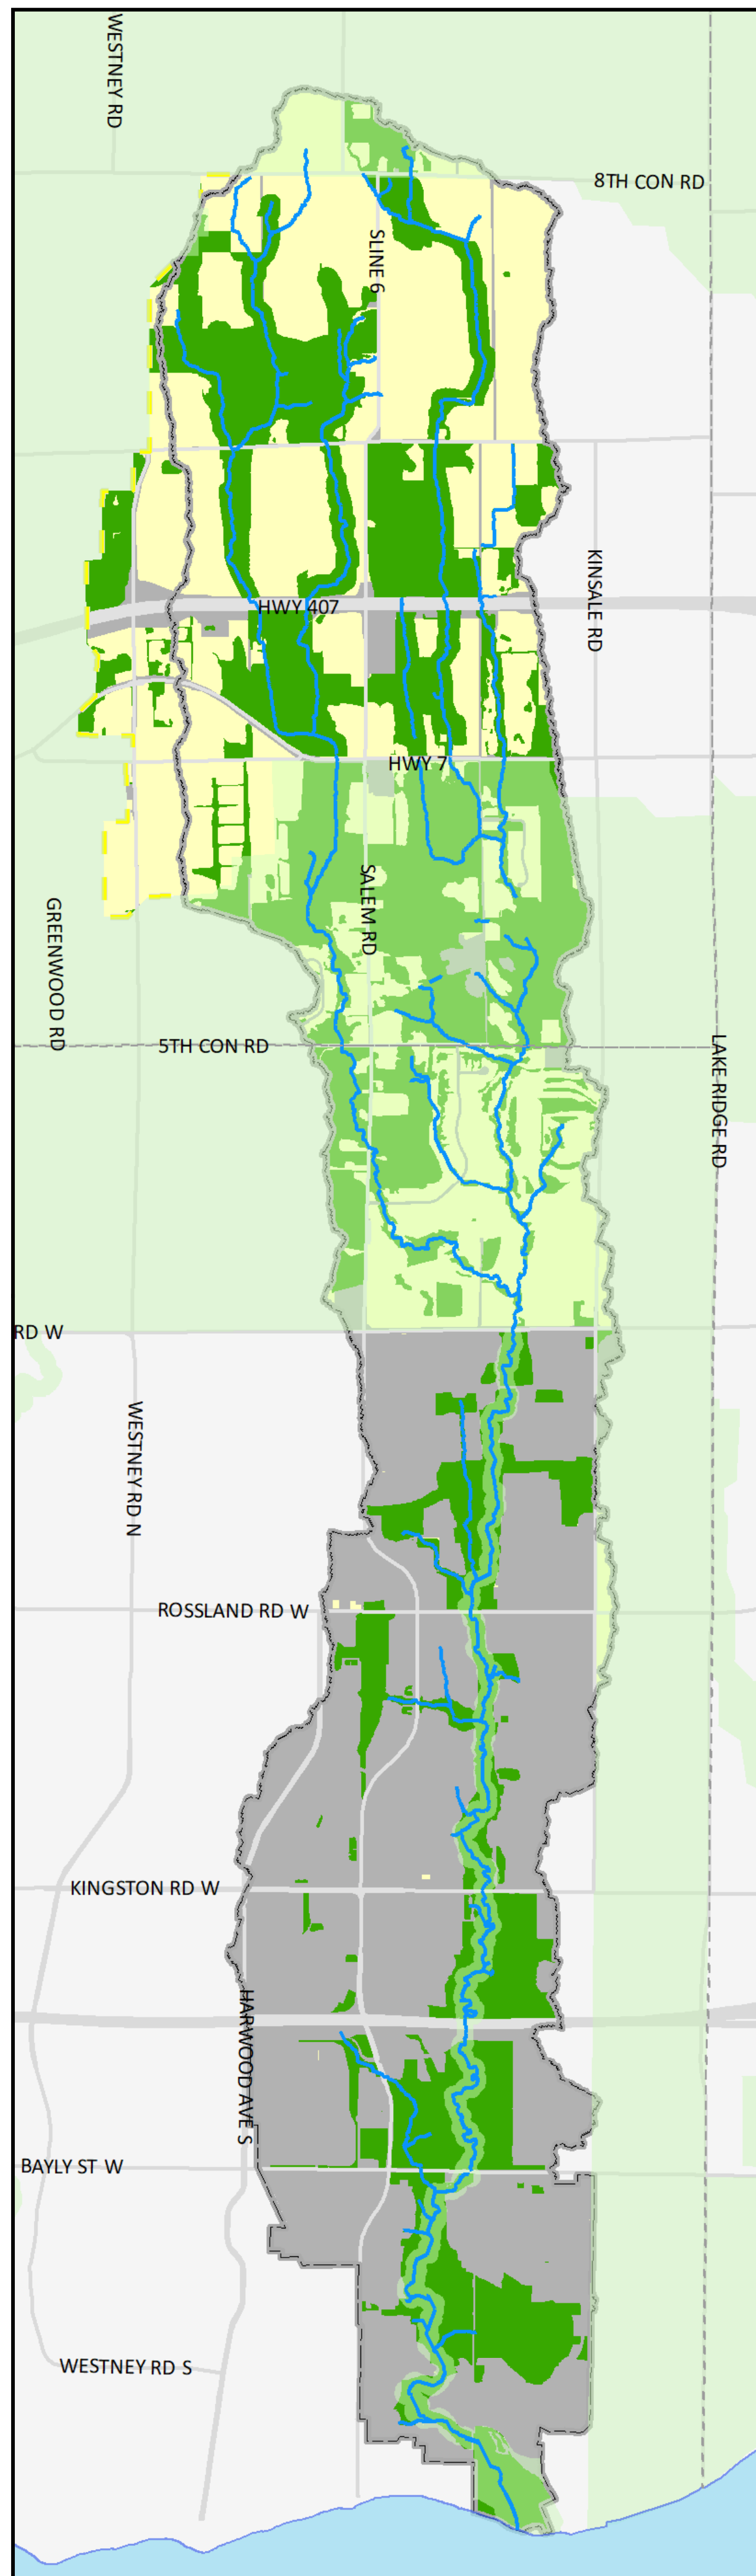 WESTNEY RD
8TH CON RD
SLINE 6
KINSALE RD
HWY 407
HWY 7
SALEM RD
GREENWOOD RD
5TH CON RD
LAKE RIDGE RD
RD W
WESTNEY RD N
ROSSLAND RD W
KINGSTON RD W
HARWOOD AVE S
BAYLY ST W
WESTNEY RD S